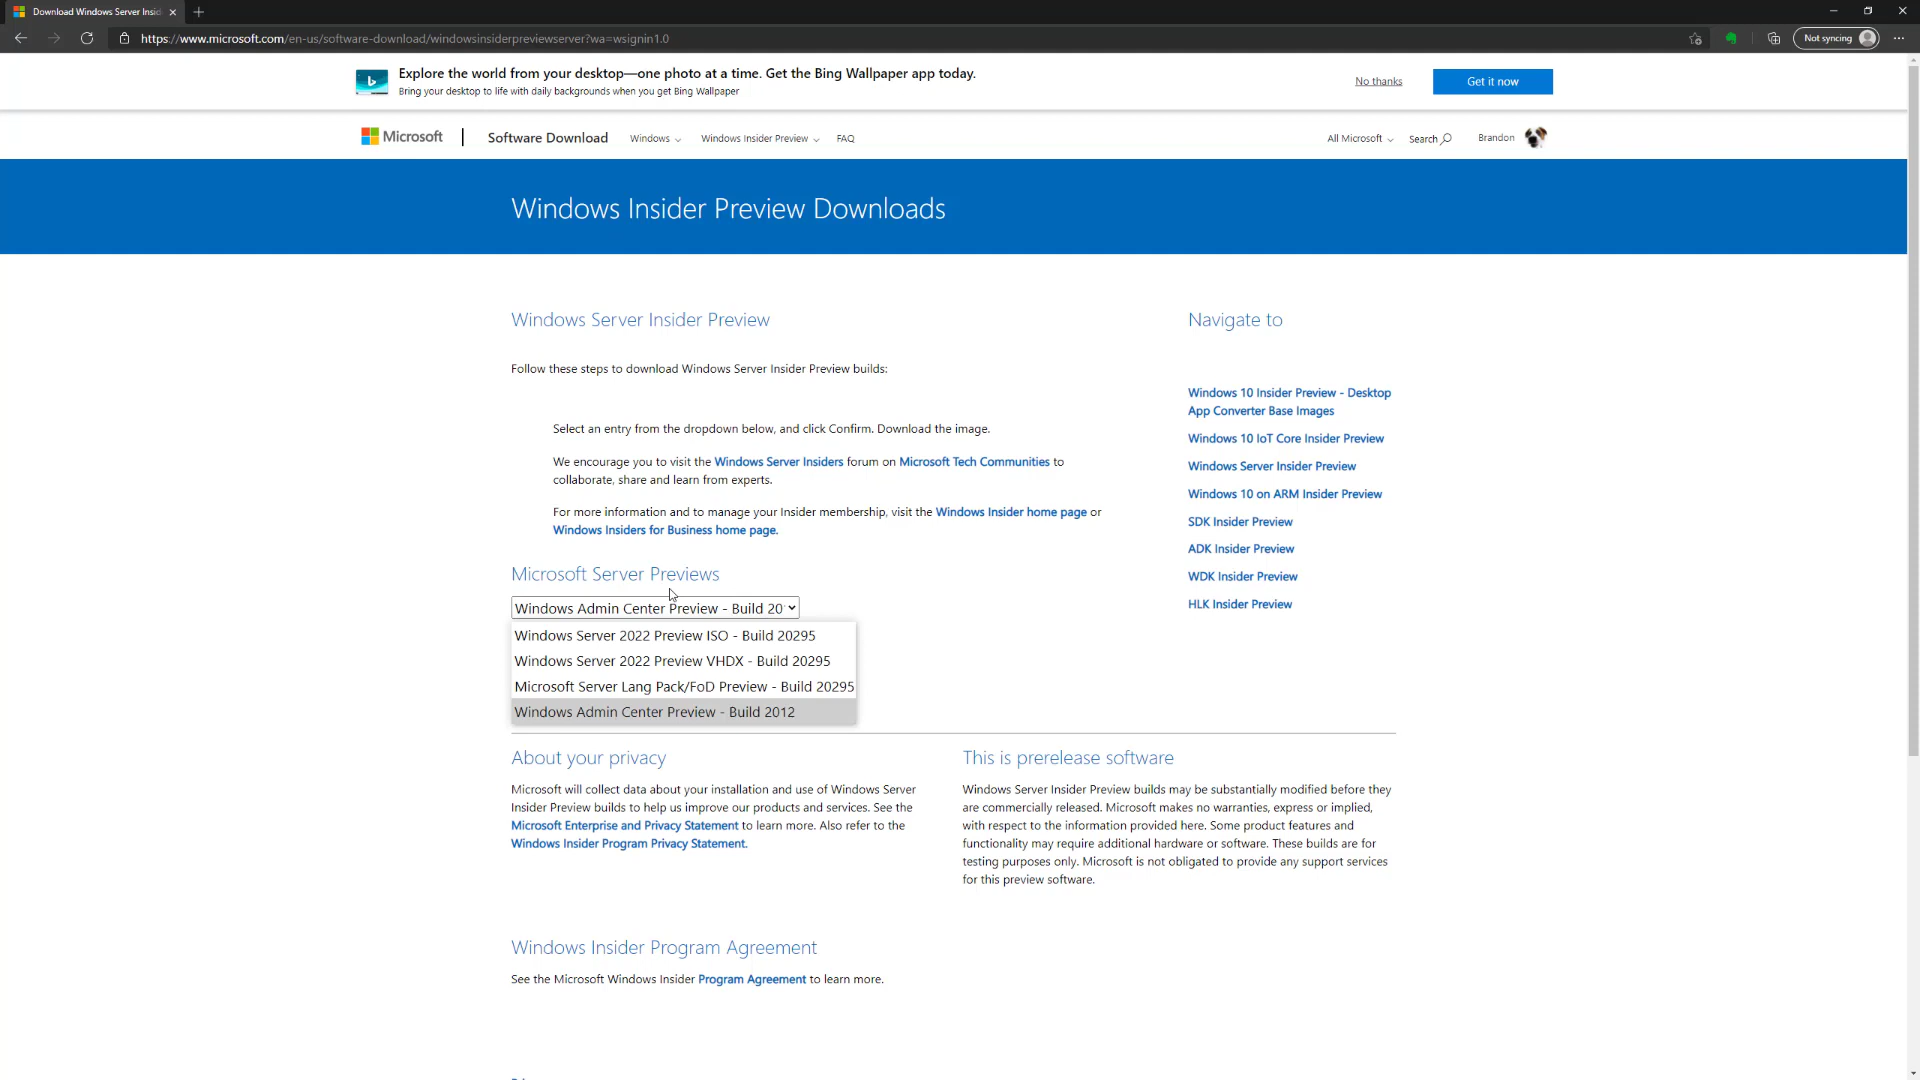 Download Windows Server Insid
https://www.microsoft.com/en-us/software-download/windowsinsiderpreviewserver?wa=wsignin1.0
Not syncing
Explore the world from your desktop—one photo at a time. Get the Bing Wallpaper app today.
Bring your desktop to life with daily backgrounds when you get Bing Wallpaper
No thanks
Get it now
Microsoft
Software Download
Windows
Windows Insider Preview
FAQ
All Microsoft
Search
Brandon
Windows Insider Preview Downloads
Windows Server Insider Preview
Follow these steps to download Windows Server Insider Preview builds:
Select an entry from the dropdown below, and click Confirm. Download the image.
We encourage you to visit the Windows Server Insiders forum on Microsoft Tech Communities to
collaborate, share and learn from experts.
For more information and to manage your Insider membership, visit the Windows Insider home page or
Windows Insiders for Business home page.
Navigate to
Windows 10 Insider Preview - Desktop
App Converter Base Images
Windows 10 IoT Core Insider Preview
Windows Server Insider Preview
Windows 10 on ARM Insider Preview
SDK Insider Preview
ADK Insider Preview
WDK Insider Preview
HLK Insider Preview
Microsoft Server Previews
Windows Admin Center Preview - Build 20
Windows Server 2022 Preview ISO - Build 20295
Windows Server 2022 Preview VHDX - Build 20295
Microsoft Server Lang Pack/FoD Preview - Build 20295
Windows Admin Center Preview - Build 2012
About your privacy
Microsoft will collect data about your installation and use of Windows Server
Insider Preview builds to help us improve our products and services. See the
Microsoft Enterprise and Privacy Statement to learn more. Also refer to the
Windows Insider Program Privacy Statement.
This is prerelease software
Windows Server Insider Preview builds may be substantially modified before they
are commercially released. Microsoft makes no warranties, express or implied,
with respect to the information provided here. Some product features and
functionality may require additional hardware or software. These builds are for
testing purposes only. Microsoft is not obligated to provide any support services
for this preview software.
Windows Insider Program Agreement
See the Microsoft Windows Insider Program Agreement to learn more.